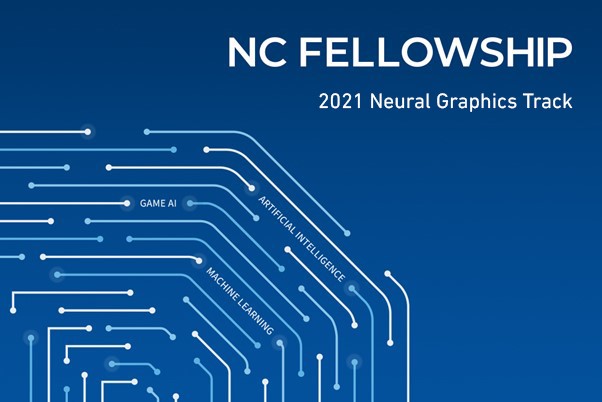 NC FELLOWSHIP
2021 Neural Graphics Track
GAME AI
ARTIFICIAL INTELLIGENCE
MACHINE LEARNING